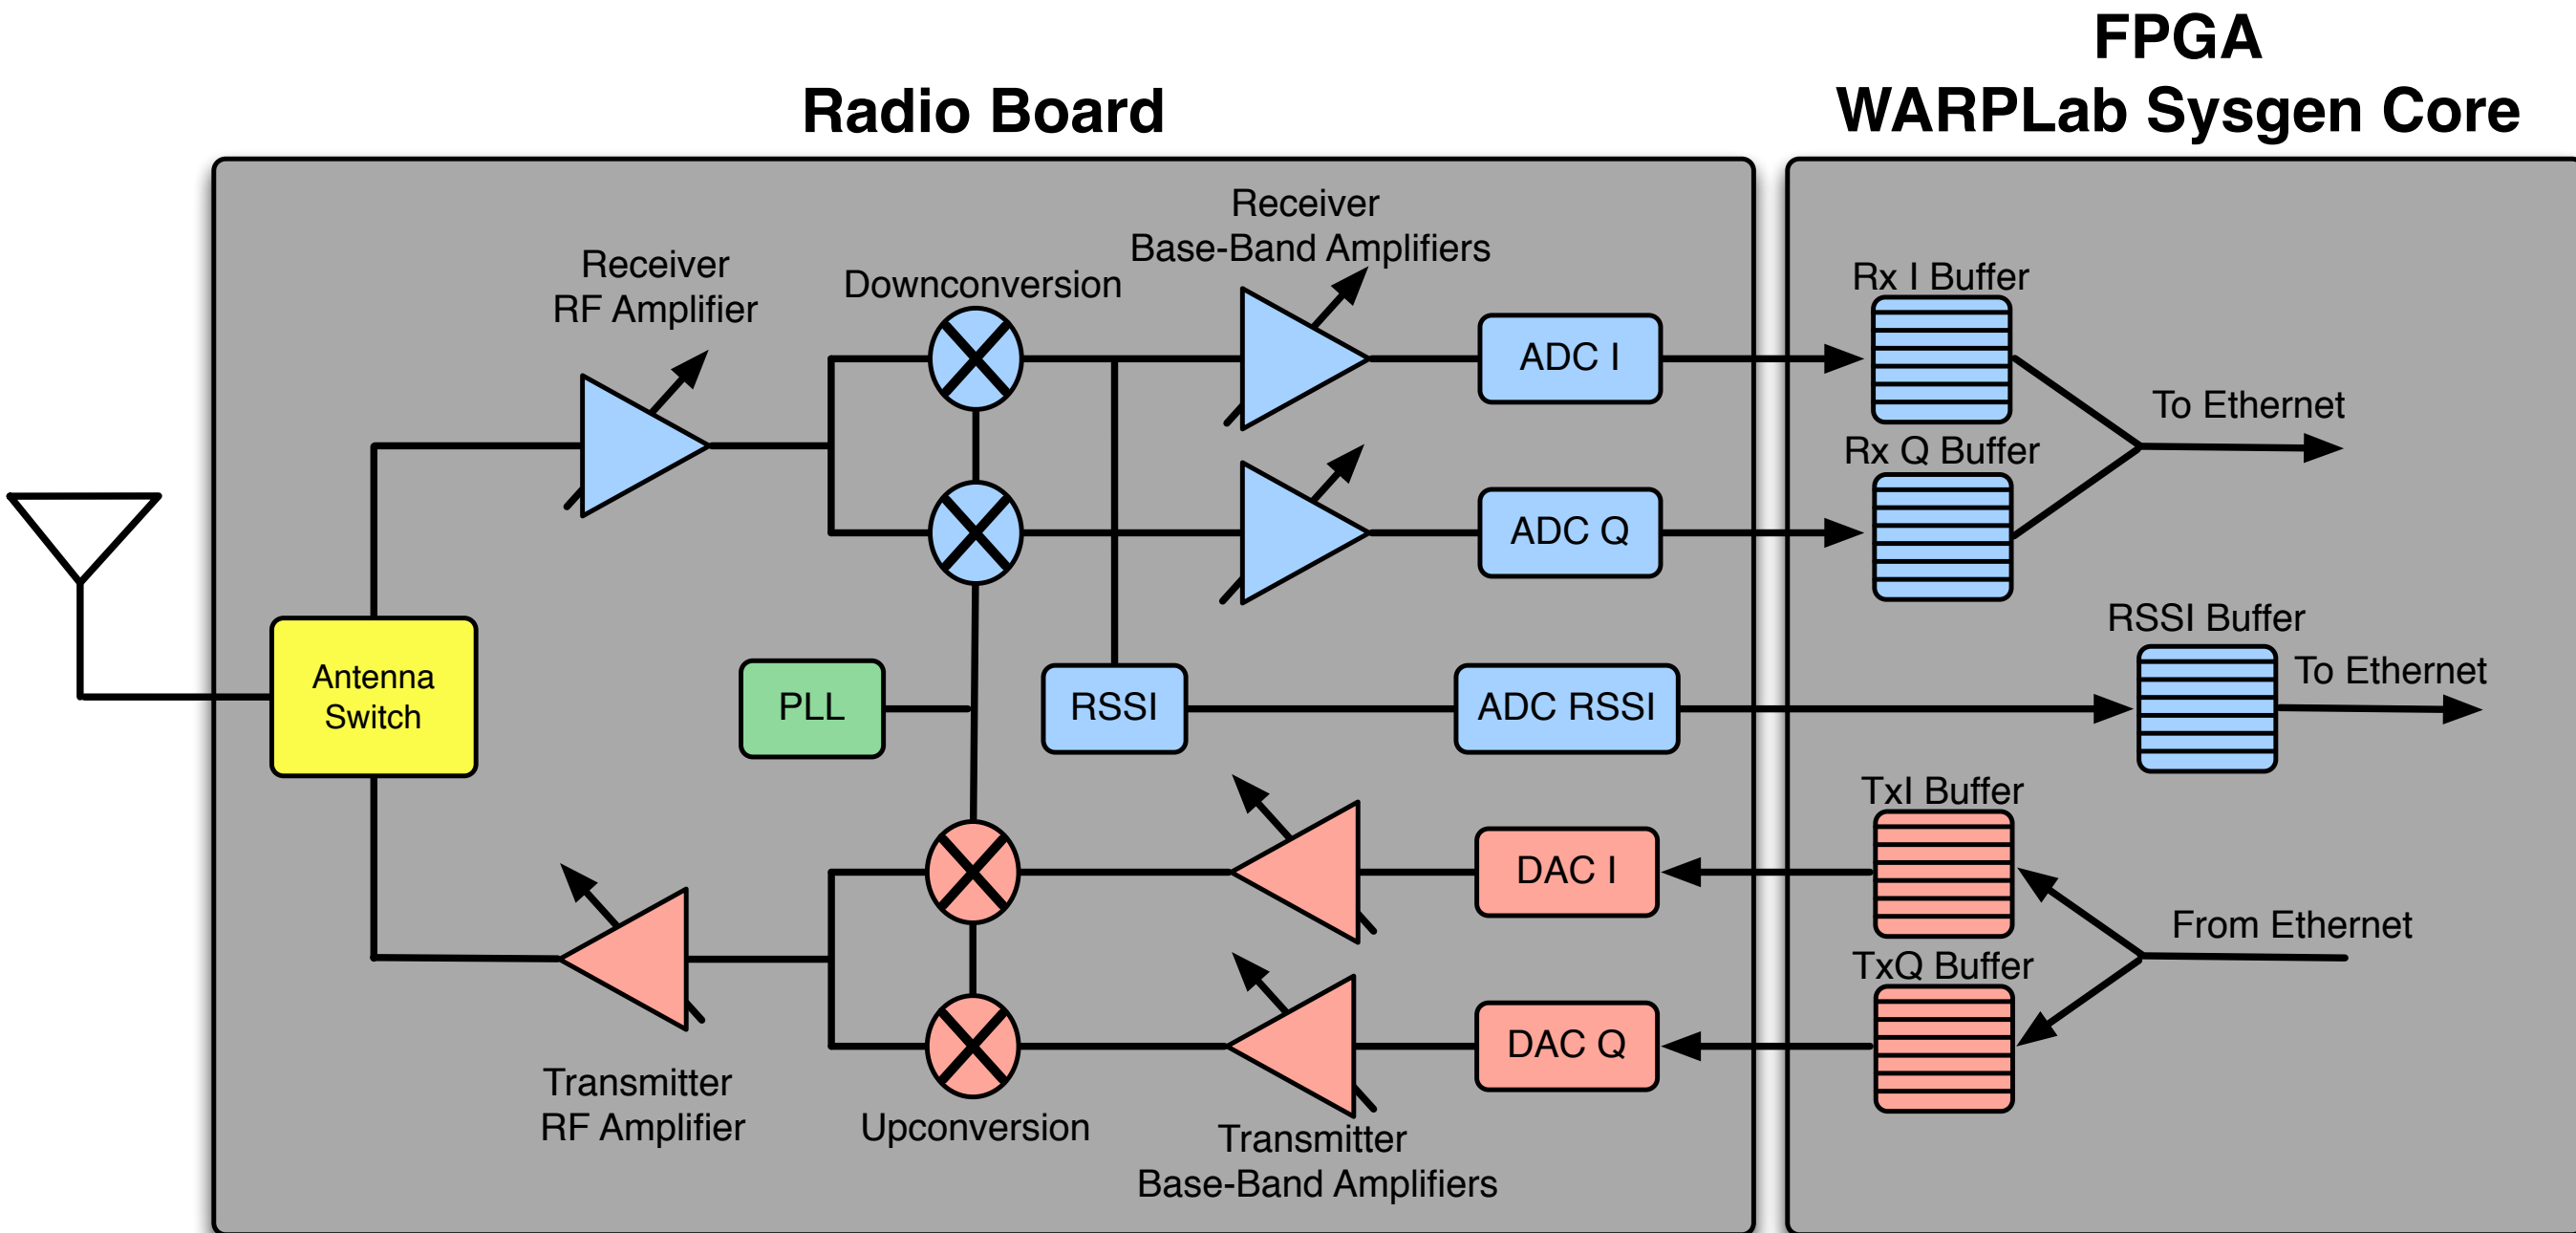 FPGA
WARPLab Sysgen Core
Radio Board
Receiver
Base-Band Amplifiers
Receiver
RF Amplifier
Downconversion
Rx I Buffer
ADC I
To Ethernet
Rx Q Buffer
ADC Q
RSSI Buffer
Antenna
Switch
PLL
RSSI
ADC RSSI
To Ethernet
TxI Buffer
DAC I
From Ethernet
TxQ Buffer
DAC Q
Transmitter
RF Amplifier
Upconversion
Transmitter
Base-Band Amplifiers